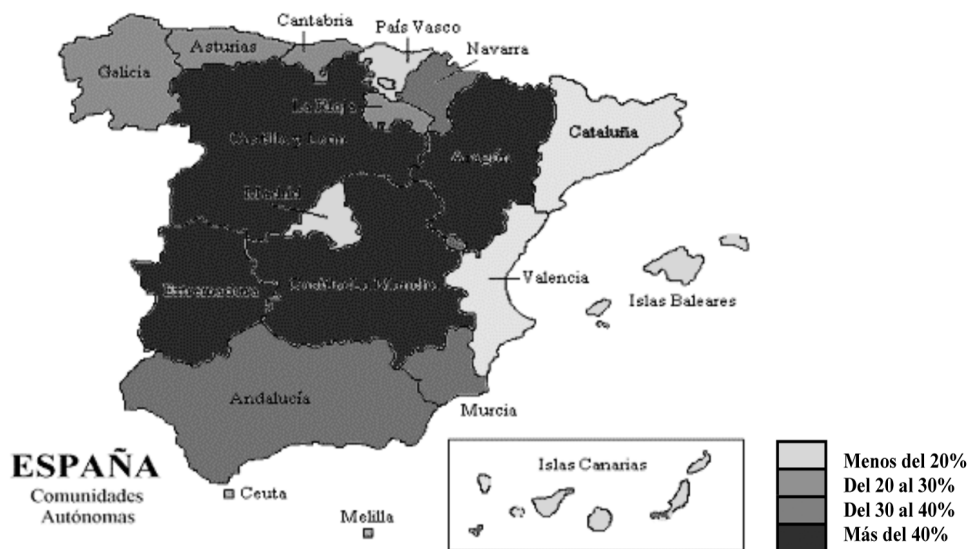 Cantabria
País Vasco
Asturias
Navarra
Galicia
La Rioja
Castilla y León
Cataluña
Aragón
Madrid
Valencia
Extremadura
Castilla-La Mancha
Islas Baleares
Andalucía
Murcia
ESPAÑA
Comunidades
Autónomas
Ceuta
Melilla
Islas Canarias
Menos del 20%
Del 20 al 30%
Del 30 al 40%
Más del 40%